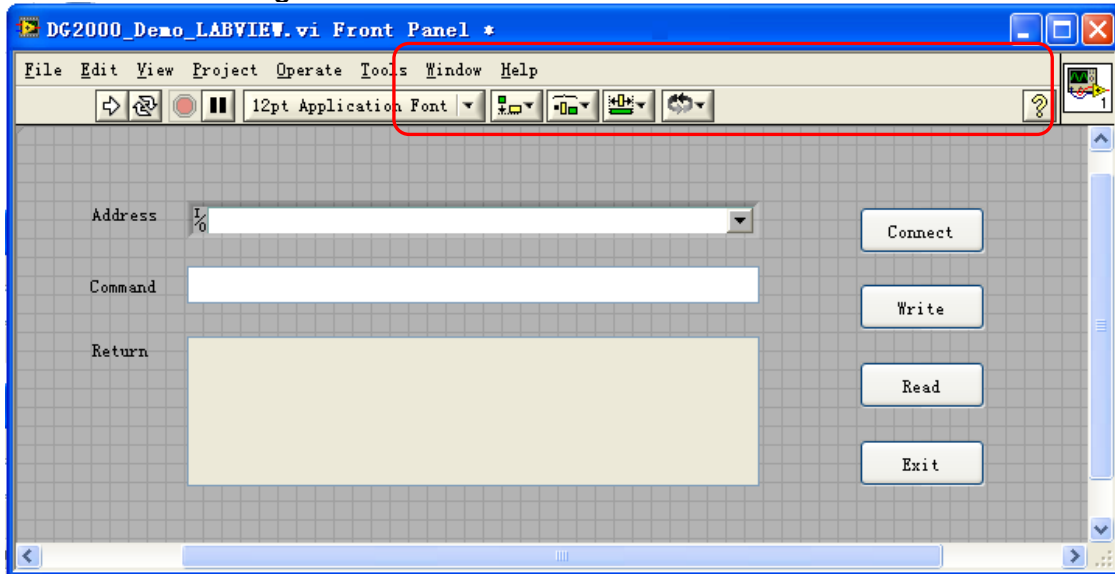 DG2000_Demo_LABVIEW.vi Front Panel *
File Edit View Project Operate Tools Window Help
12pt Application Font
1
Address
I/O
Connect
Command
Write
Return
Read
Exit